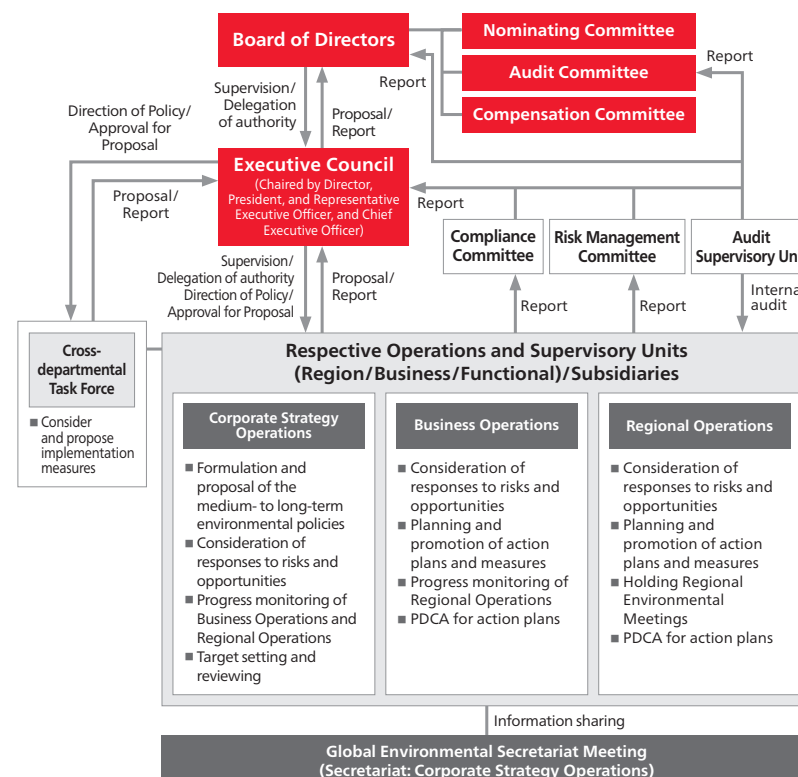 Board of Directors
Nominating Committee
Audit Committee
Compensation Committee
Report
Report
Supervision/
Delegation
of authority
Proposal/
Report
Direction of Policy/
Approval for
Proposal
Executive Council
(Chaired by Director,
President, and Representative
Executive Officer, and Chief
Executive Officer)
Proposal/
Report
Report
Compliance
Committee
Risk Management
Committee
Audit
Supervisory Un
Supervision/
Delegation of authority
Direction of Policy/
Approval for Proposal
Proposal/
Report
Report
Report
Interna
audit
Cross-
departmental
Task Force
■ Consider
and propose
implementation
measures
Respective Operations and Supervisory Units
(Region/Business/Functional)/Subsidiaries
Corporate Strategy
Operations
■ Formulation and
proposal of the
medium- to long-term
environmental policies
■ Consideration of
responses to risks and
opportunities
■ Progress monitoring of
Business Operations and
Regional Operations
■ Target setting and
reviewing
Business Operations
■ Consideration of
responses to risks and
opportunities
■ Planning and
promotion of action
plans and measures
■ Progress monitoring of
Regional Operations
■ PDCA for action plans
Regional Operations
■ Consideration of
responses to risks and
opportunities
■ Planning and
promotion of action
plans and measures
■ Holding Regional
Environmental
Meetings
■ PDCA for action plans
Information sharing
Global Environmental Secretariat Meeting
(Secretariat: Corporate Strategy Operations)